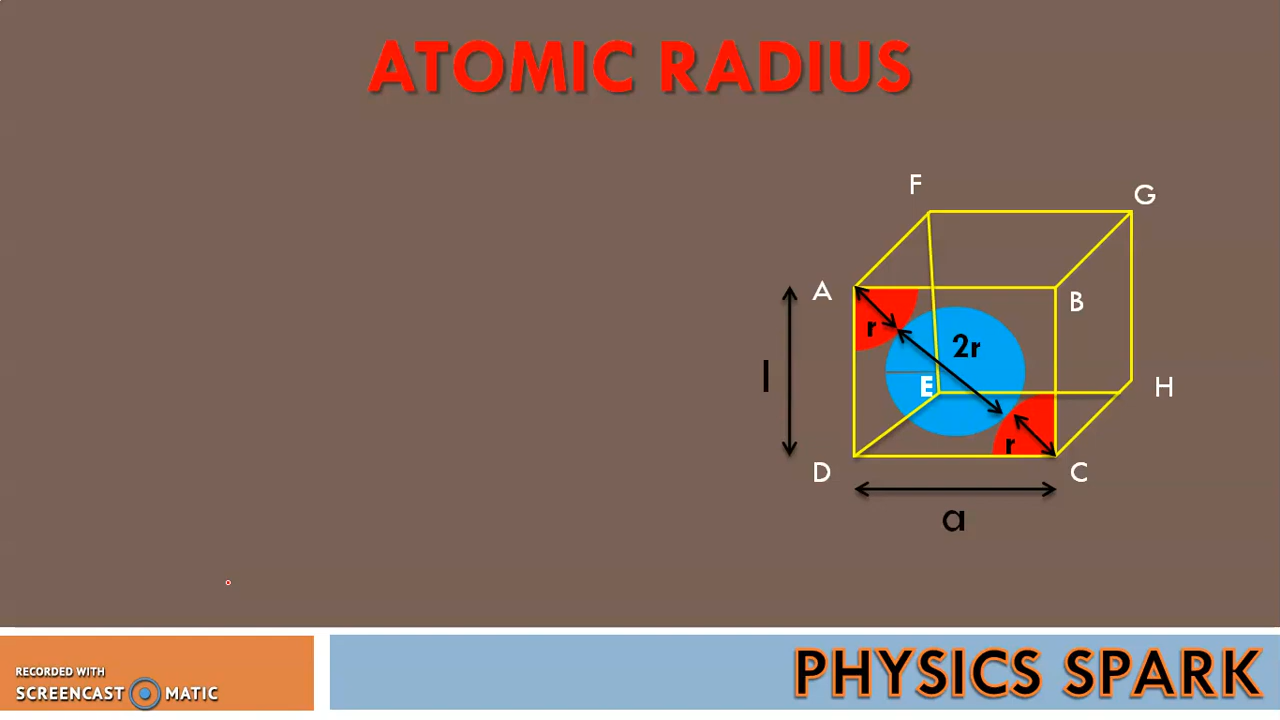 ATOMIC RADIUS
F
G
A
B
r
2r
l
E
H
r
D
C
a
RECORDED WITH
SCREENCAST MATIC
PHYSICS SPARK